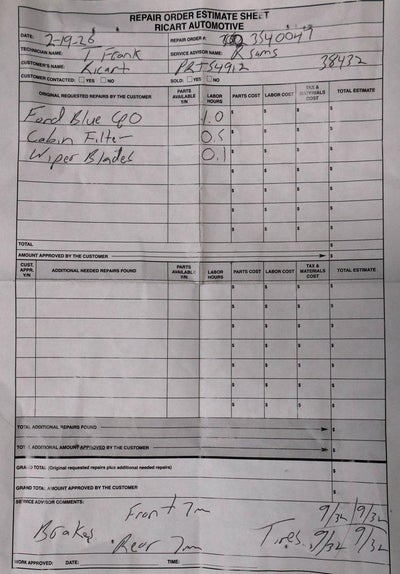 REPAIR ORDER ESTIMATE SHEET
RICART AUTOMOTIVE
DATE: 2-19-26 REPAIR ORDER #: 3540047
TECHNICIAN NAME: T Frank SERVICE ADVISOR NAME: R Sams
CUSTOMER'S NAME: Ricart PRT54912 38432
CUSTOMER CONTACTED: YES NO SOLD: YES NO
ORIGINAL REQUESTED REPAIRS BY THE CUSTOMER PARTS AVAILABLE Y/N LABOR HOURS PARTS COST LABOR COST TAX & MATERIALS COST TOTAL ESTIMATE
Ford Blue CPO 1.0 $ $ $ $
Cabin Filter 0.5 $ $ $ $
Wiper Blades 0.1 $ $ $ $
$ $ $ $
$ $ $ $
$ $ $ $
TOTAL $ $ $ $
AMOUNT APPROVED BY THE CUSTOMER $
CUST. APPR. Y/N ADDITIONAL NEEDED REPAIRS FOUND PARTS AVAILABLE Y/N LABOR HOURS PARTS COST LABOR COST TAX & MATERIALS COST TOTAL ESTIMATE
$ $ $ $
$ $ $ $
$ $ $ $
$ $ $ $
$ $ $ $
$ $ $ $
TOTAL ADDITIONAL REPAIRS FOUND $
TOTAL ADDITIONAL AMOUNT APPROVED BY THE CUSTOMER $
GRAND TOTAL (Original requested repairs plus additional needed repairs) $
GRAND TOTAL AMOUNT APPROVED BY THE CUSTOMER $
SERVICE ADVISOR COMMENTS:
Front 7m 9/32 9/32
Brakes Tires
Rear 7m 9/32 9/32
WORK APPROVED: DATE: TIME: